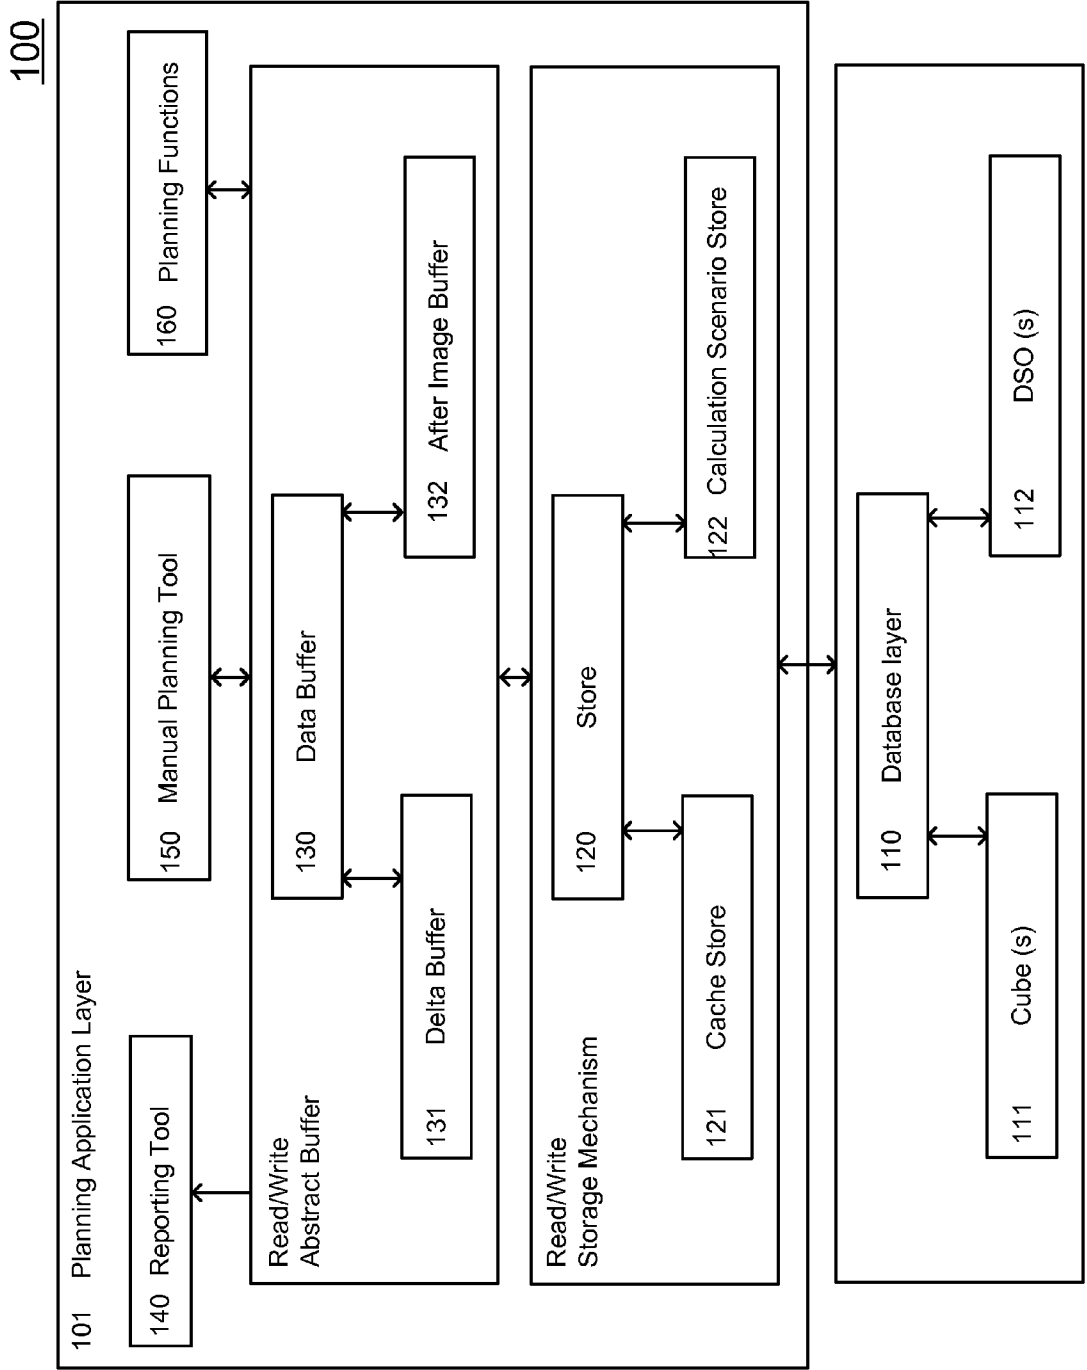 100
101 Planning Application Layer
140 Reporting Tool
150 Manual Planning Tool
160 Planning Functions
Read/Write
Abstract Buffer
130 Data Buffer
131 Delta Buffer
132 After Image Buffer
Read/Write
Storage Mechanism
120 Store
121 Cache Store
122 Calculation Scenario Store
110 Database layer
111 Cube (s)
112 DSO (s)